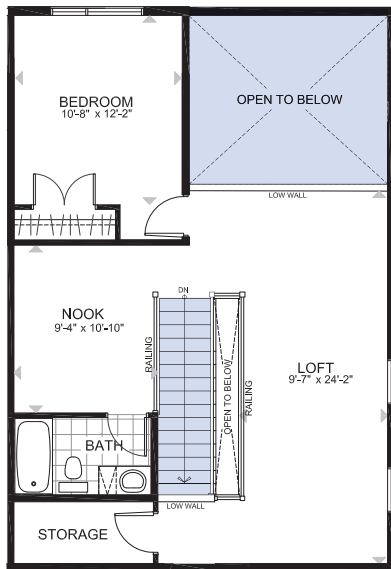 BEDROOM
10'-8" x 12'-2"
OPEN TO BELOW
LOW WALL
DN
NOOK
9'-4" x 10'-10"
RAILING
OPEN TO BELOW
RAILING
LOFT
9'-7" x 24'-2"
BATH
LOW WALL
STORAGE